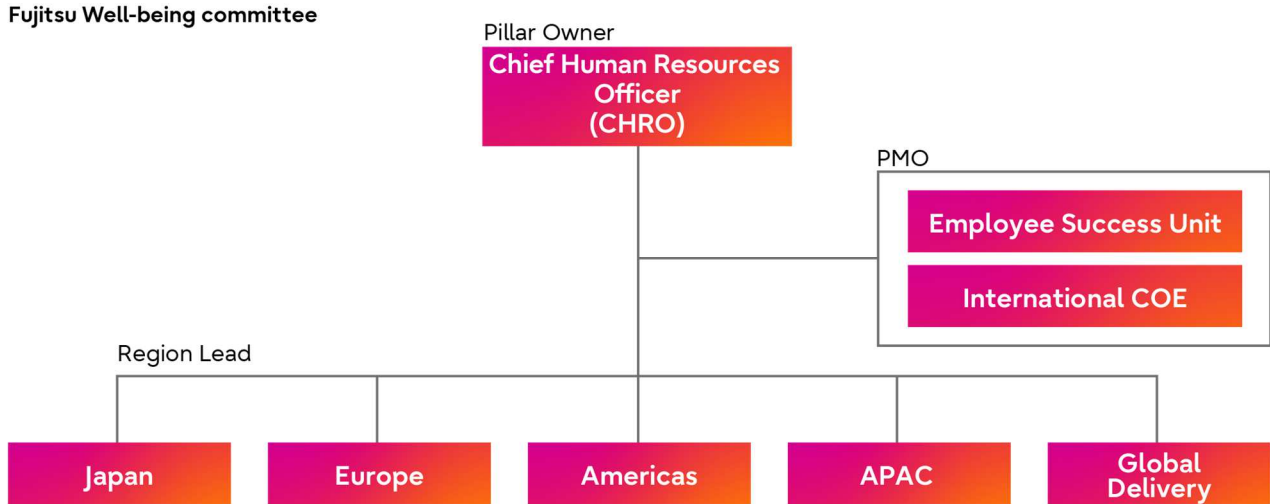 Fujitsu Well-being committee
Pillar Owner
Chief Human Resources
Officer
(CHRO)
PMO
Employee Success Unit
International COE
Region Lead
Japan
Europe
Americas
APAC
Global
Delivery